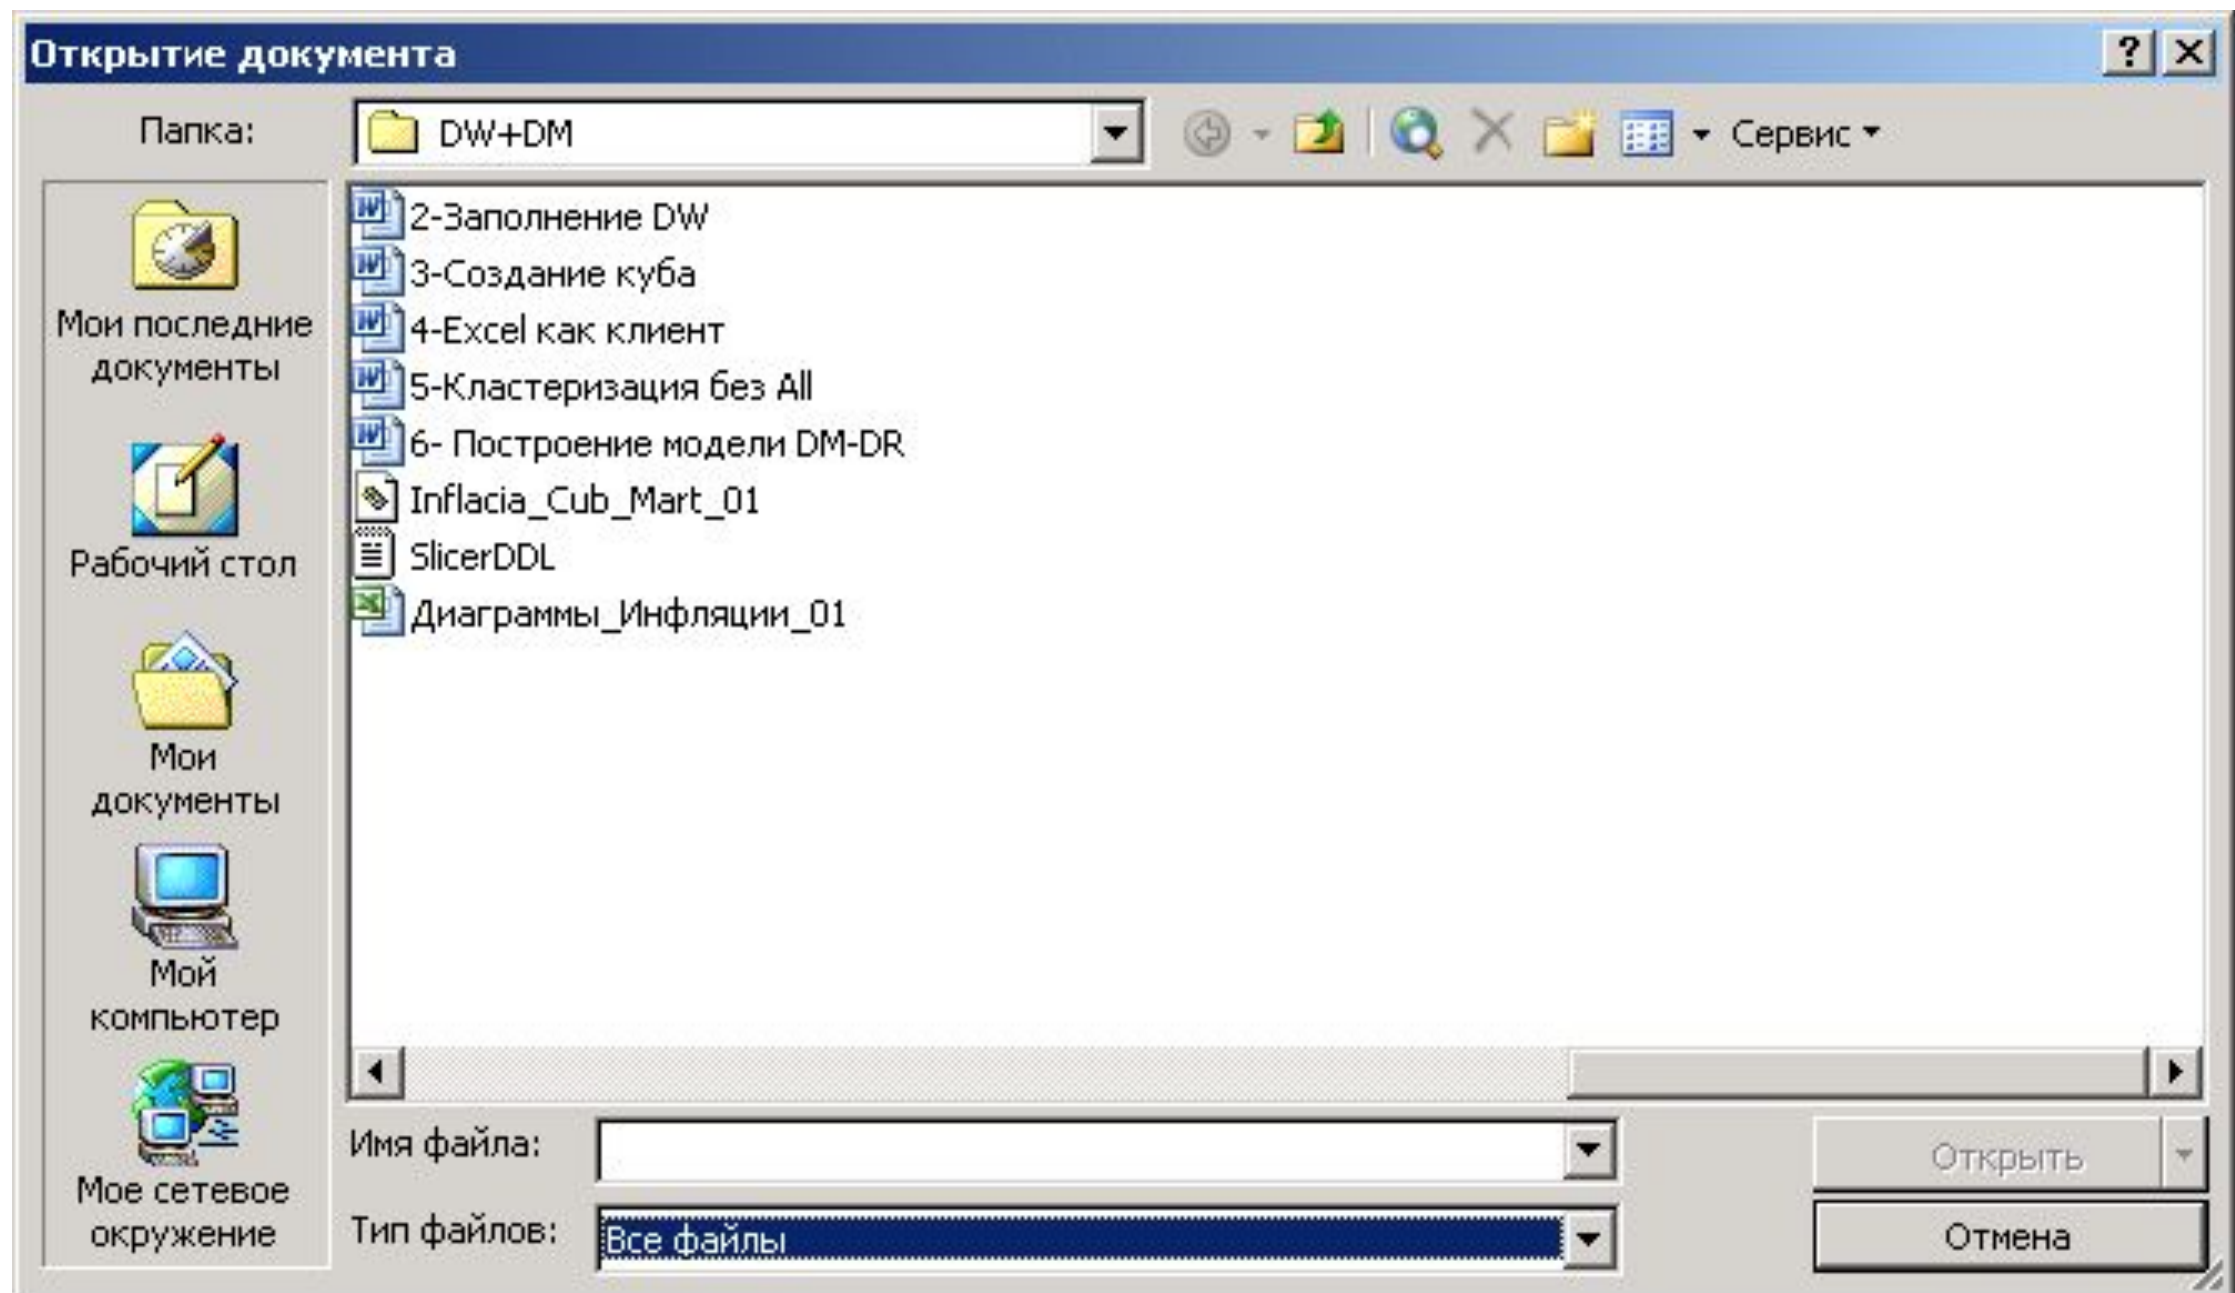 Открытие документа
Папка:
DW+DM
Сервис
Мои последние
документы
Рабочий стол
Мои
документы
Мой
компьютер
Мое сетевое
окружение
2-Заполнение DW
3-Создание куба
4-Excel как клиент
5-Кластеризация без All
6- Построение модели DM-DR
Inflacia_Cub_Mart_01
SlicerDDL
Диаграммы_Инфляции_01
Имя файла:
Открыть
Тип файлов:
Все файлы
Отмена